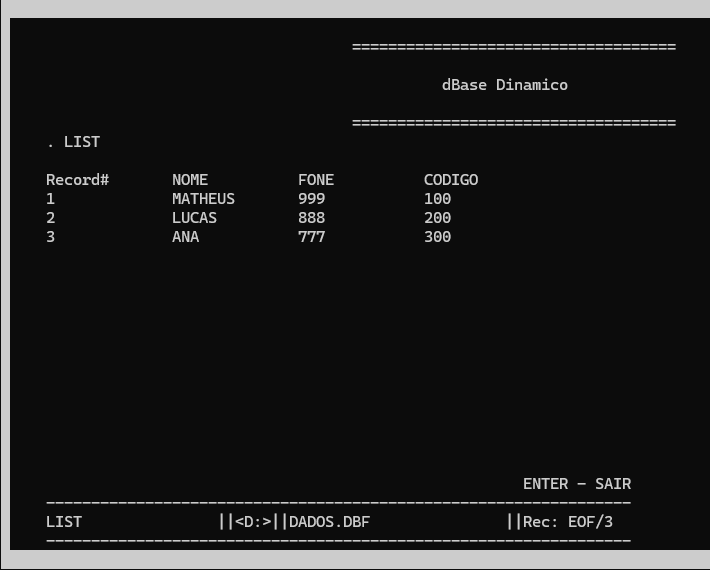 ====================================
dBase Dinamico
====================================
. LIST
Record# NOME FONE CODIGO
1 MATHEUS 999 100
2 LUCAS 888 200
3 ANA 777 300
ENTER - SAIR
-----------------------------------------------------------------
LIST ||<D:>||DADOS.DBF ||Rec: EOF/3
-----------------------------------------------------------------